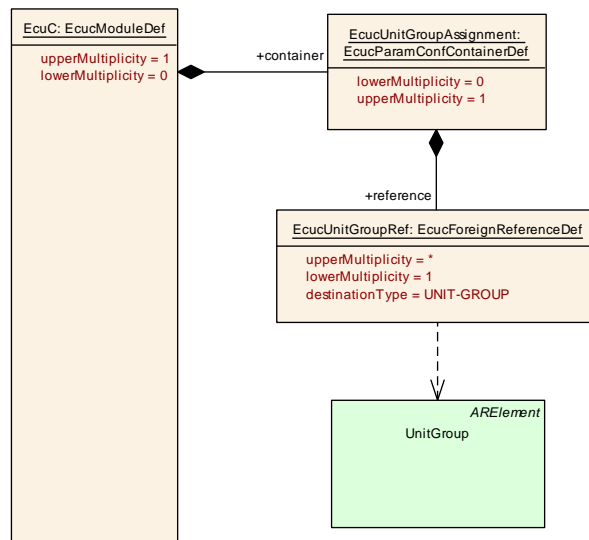 EcuC: EcucModuleDef
upperMultiplicity = 1
lowerMultiplicity = 0
+container
EcucUnitGroupAssignment:
EcucParamConfContainerDef
lowerMultiplicity = 0
upperMultiplicity = 1
+reference
EcucUnitGroupRef: EcucForeignReferenceDef
upperMultiplicity = *
lowerMultiplicity = 1
destinationType = UNIT-GROUP
ARElement
UnitGroup